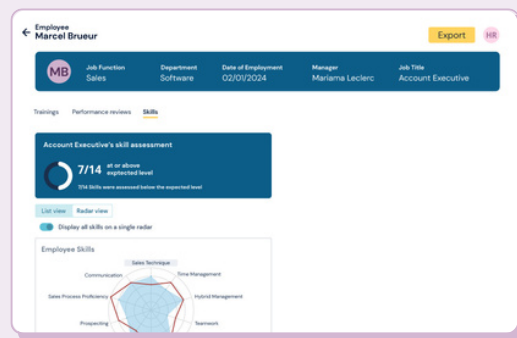 Employee
Marcel Brueur
Export
HR
MB
Job Function
Sales
Department
Software
Date of Employment
02/01/2024
Manager
Mariama Leclerc
Job Title
Account Executive
Trainings Performance reviews Skills
Account Executive's skill assessment
7/14 at or above
exptected level
7/14 Skills were assessed below the expected level
List view Radar view
Display all skills on a single radar
Employee Skills
Sales Technique
Communication
Time Management
Sales Process Proficiency
Hybrid Management
Prospecting
Teamwork